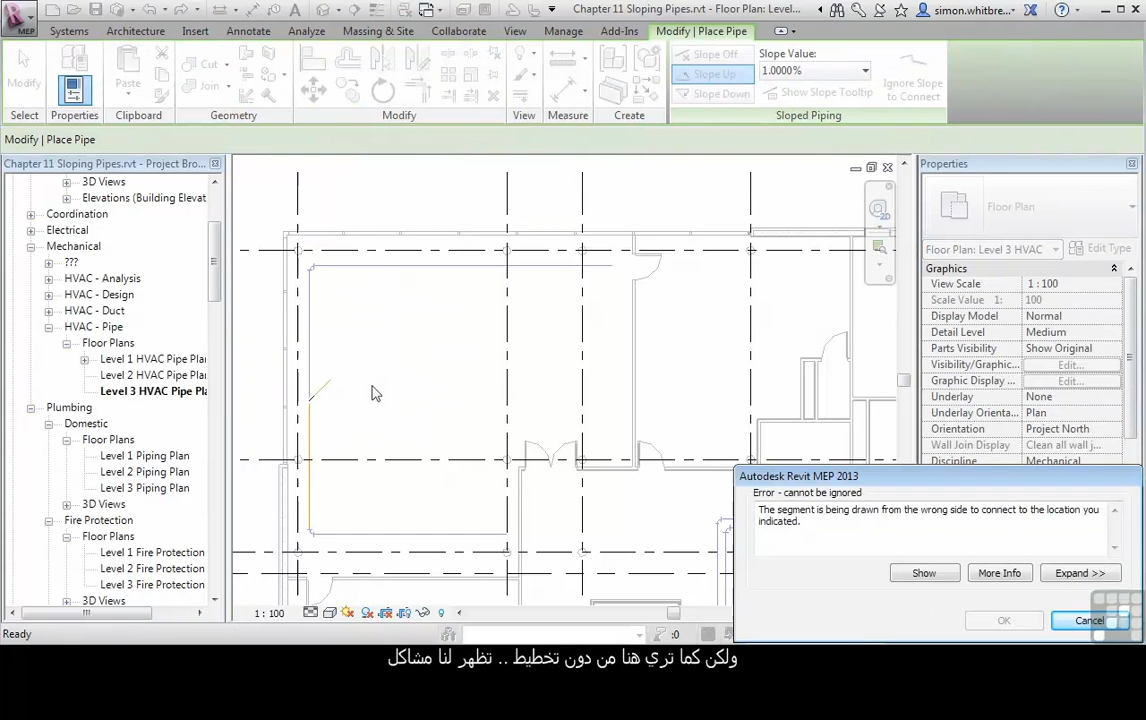 Chapter 11 Sloping Pipes.rvt - Floor Plan: Level...
simon.whitbre...
MEP
Systems
Architecture
Insert
Annotate
Analyze
Massing & Site
Collaborate
View
Manage
Add-Ins
Modify | Place Pipe
Modify
Properties
Paste
Cut
Join
Slope Off
Slope Up
Slope Down
Slope Value:
1.0000%
Show Slope Tooltip
Ignore Slope
to Connect
Select
Properties
Clipboard
Geometry
Modify
View
Measure
Create
Sloped Piping
Modify | Place Pipe
Chapter 11 Sloping Pipes.rvt - Project Bro...
3D Views
Elevations (Building Elevat
Coordination
Electrical
Mechanical
???
HVAC - Analysis
HVAC - Design
HVAC - Duct
HVAC - Pipe
Floor Plans
Level 1 HVAC Pipe Plan
Level 2 HVAC Pipe Plan
Level 3 HVAC Pipe Pla
Plumbing
Domestic
Floor Plans
Level 1 Piping Plan
Level 2 Piping Plan
Level 3 Piping Plan
3D Views
Fire Protection
Floor Plans
Level 1 Fire Protection
Level 2 Fire Protection
Level 3 Fire Protection
3D Views
2D
1 : 100
Properties
Floor Plan
Floor Plan: Level 3 HVAC
Edit Type
Graphics
View Scale 1 : 100
Scale Value 1: 100
Display Model Normal
Detail Level Medium
Parts Visibility Show Original
Visibility/Graphic... Edit...
Graphic Display ... Edit...
Underlay None
Underlay Orienta... Plan
Orientation Project North
Wall Join Display Clean all wall j
Discipline Mechanical
Autodesk Revit MEP 2013
Error - cannot be ignored
The segment is being drawn from the wrong side to connect to the location you
indicated.
Show
More Info
Expand >>
OK
Cancel
Ready
:0
ولكن كما تري هنا من دون تخطيط .. تظهر لنا مشاكل